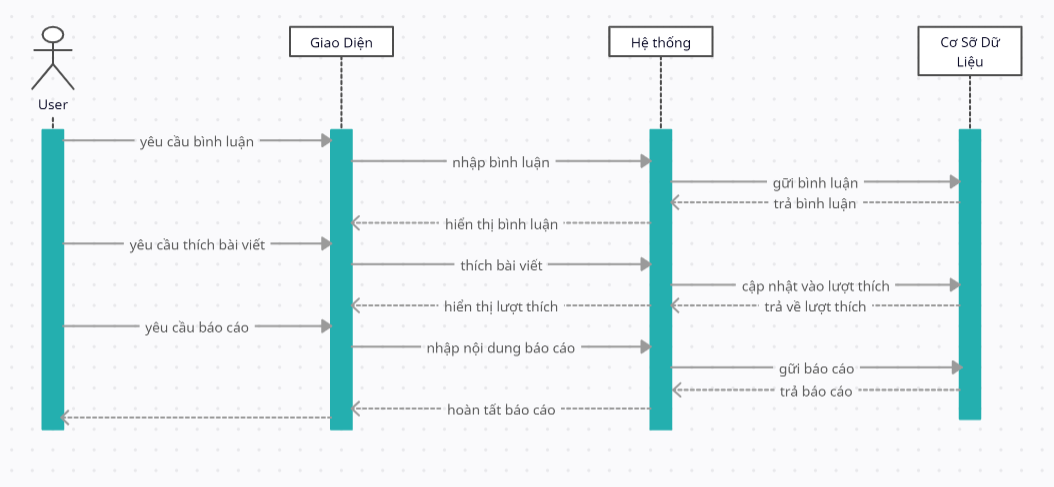 User
Giao Diện
Hệ thống
Cơ Sỡ Dữ
Liệu
yêu cầu bình luận
nhập bình luận
gữi bình luận
trả bình luận
hiển thị bình luận
yêu cầu thích bài viết
thích bài viết
cập nhật vào lượt thích
hiển thị lượt thích
trả về lượt thích
yêu cầu báo cáo
nhập nội dung báo cáo
gữi báo cáo
trả báo cáo
hoàn tất báo cáo